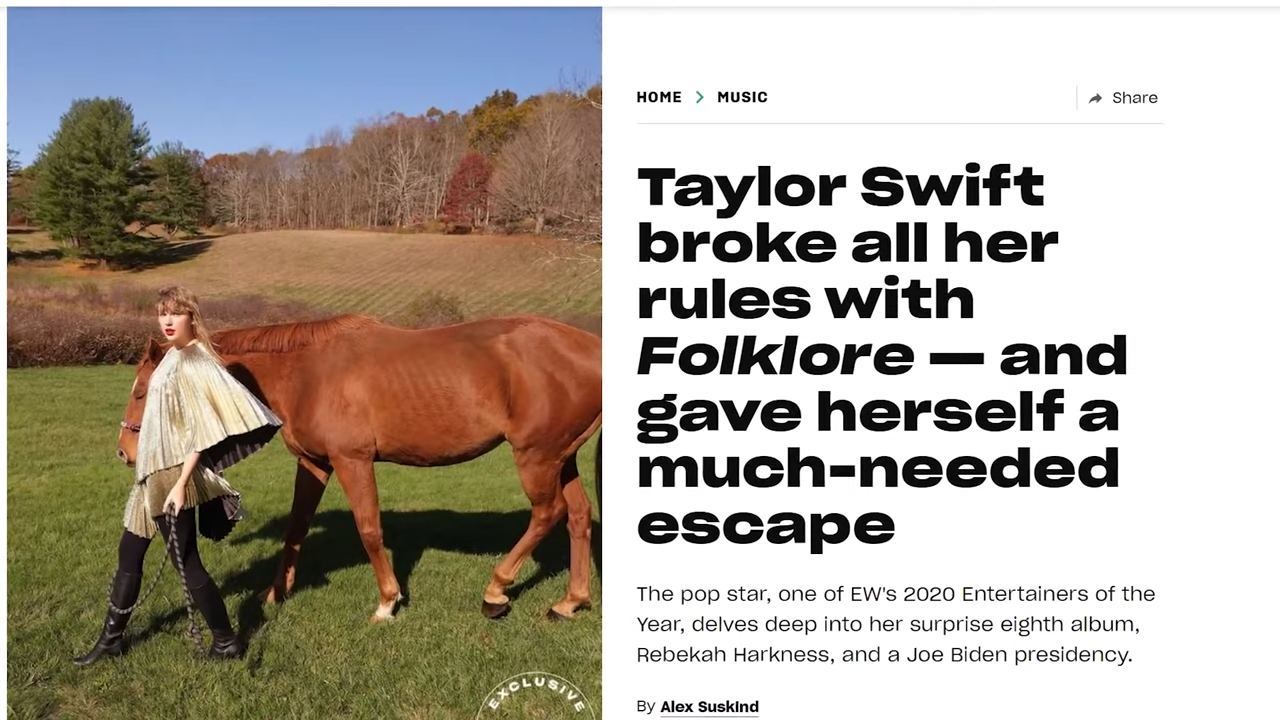 HOME > MUSIC
Share
Taylor Swift
broke all her
rules with
Folklore — and
gave herself a
much-needed
escape
The pop star, one of EW's 2020 Entertainers of the
Year, delves deep into her surprise eighth album,
Rebekah Harkness, and a Joe Biden presidency.
By Alex Suskind
EXCLUSIVE